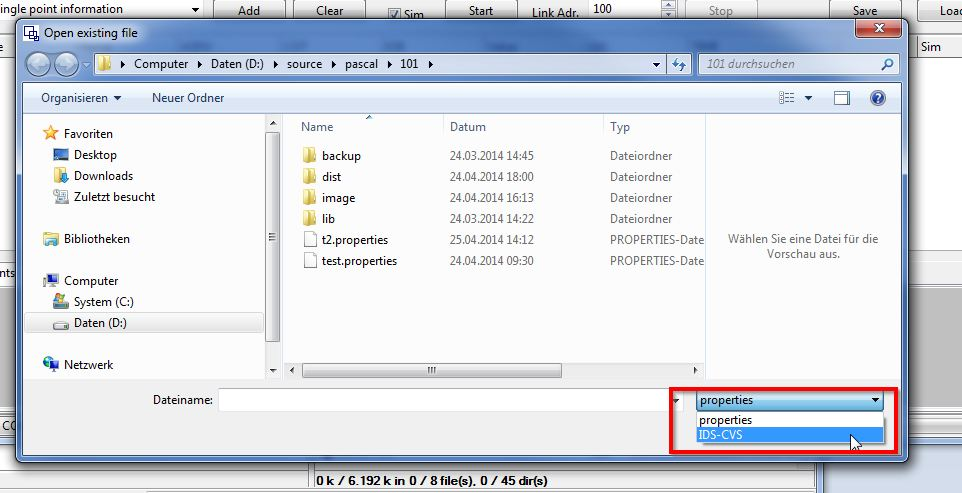 ngle point information Add Clear Sim Start Link Adr. 100 Stop Save Loa
Open existing file
Computer Daten (D:) source pascal 101 101 durchsuchen
Sim
Organisieren Neuer Ordner
Name Datum Typ
Favoriten
Desktop
Downloads
Zuletzt besucht
Bibliotheken
Computer
System (C:)
Daten (D:)
Netzwerk
backup 24.03.2014 14:45 Dateiordner
dist 24.04.2014 18:00 Dateiordner
image 24.04.2014 16:13 Dateiordner
lib 24.03.2014 14:22 Dateiordner
t2.properties 25.04.2014 14:12 PROPERTIES-Date
test.properties 24.04.2014 09:30 PROPERTIES-Date
Wählen Sie eine Datei für die
Vorschau aus.
nts
Dateiname: properties
properties
IDS-CVS
CC
0 k / 6.192 k in 0 / 8 file(s), 0 / 45 dir(s)